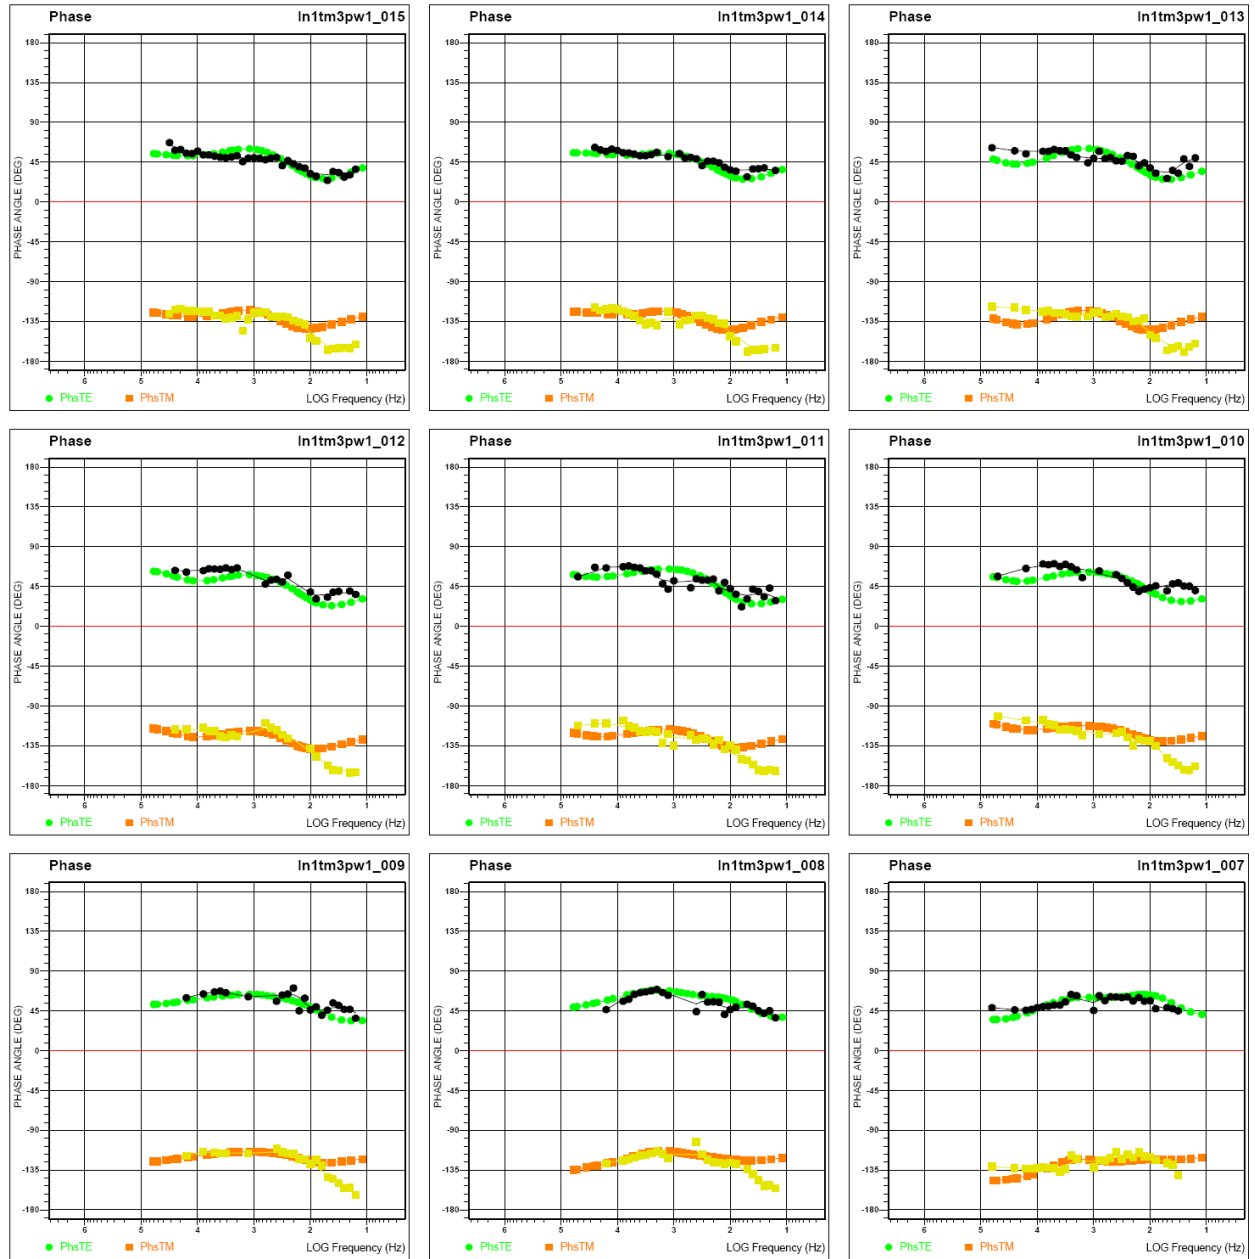 Phase ln1tm3pw1_015
180
135
90
45
0
-45
-90
-135
-180
PHASE ANGLE (DEG)
6 5 4 3 2 1
PhsTE PhsTM LOG Frequency (Hz)
Phase ln1tm3pw1_014
180
135
90
45
0
-45
-90
-135
-180
PHASE ANGLE (DEG)
6 5 4 3 2 1
PhsTE PhsTM LOG Frequency (Hz)
Phase ln1tm3pw1_013
180
135
90
45
0
-45
-90
-135
-180
PHASE ANGLE (DEG)
6 5 4 3 2 1
PhsTE PhsTM LOG Frequency (Hz)
Phase ln1tm3pw1_012
180
135
90
45
0
-45
-90
-135
-180
PHASE ANGLE (DEG)
6 5 4 3 2 1
PhsTE PhsTM LOG Frequency (Hz)
Phase ln1tm3pw1_011
180
135
90
45
0
-45
-90
-135
-180
PHASE ANGLE (DEG)
6 5 4 3 2 1
PhsTE PhsTM LOG Frequency (Hz)
Phase ln1tm3pw1_010
180
135
90
45
0
-45
-90
-135
-180
PHASE ANGLE (DEG)
6 5 4 3 2 1
PhsTE PhsTM LOG Frequency (Hz)
Phase ln1tm3pw1_009
180
135
90
45
0
-45
-90
-135
-180
PHASE ANGLE (DEG)
6 5 4 3 2 1
PhsTE PhsTM LOG Frequency (Hz)
Phase ln1tm3pw1_008
180
135
90
45
0
-45
-90
-135
-180
PHASE ANGLE (DEG)
6 5 4 3 2 1
PhsTE PhsTM LOG Frequency (Hz)
Phase ln1tm3pw1_007
180
135
90
45
0
-45
-90
-135
-180
PHASE ANGLE (DEG)
6 5 4 3 2 1
PhsTE PhsTM LOG Frequency (Hz)